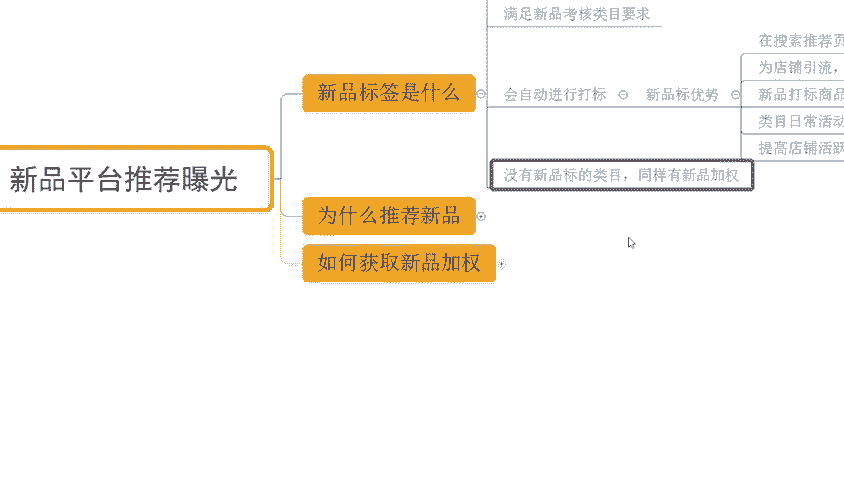 新品平台推荐曝光
新品标签是什么
满足新品考核类目要求
会自动进行打标
新品标优势
在搜索推荐页
为店铺引流，
新品打标商品
类目日常活动
提高店铺活跃
没有新品标的类目，同样有新品加权
为什么推荐新品
如何获取新品加权